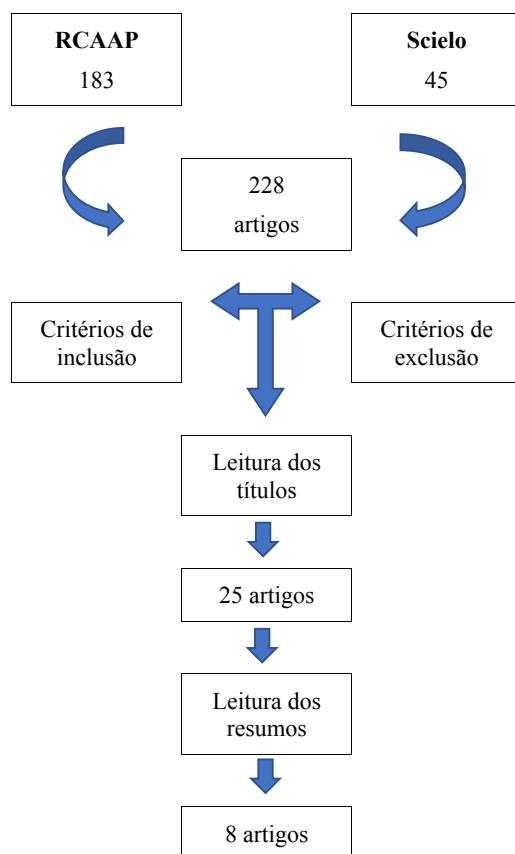 RCAAP
183
Scielo
45
228
artigos
Critérios de
inclusão
Critérios de
exclusão
Leitura dos
títulos
25 artigos
Leitura dos
resumos
8 artigos